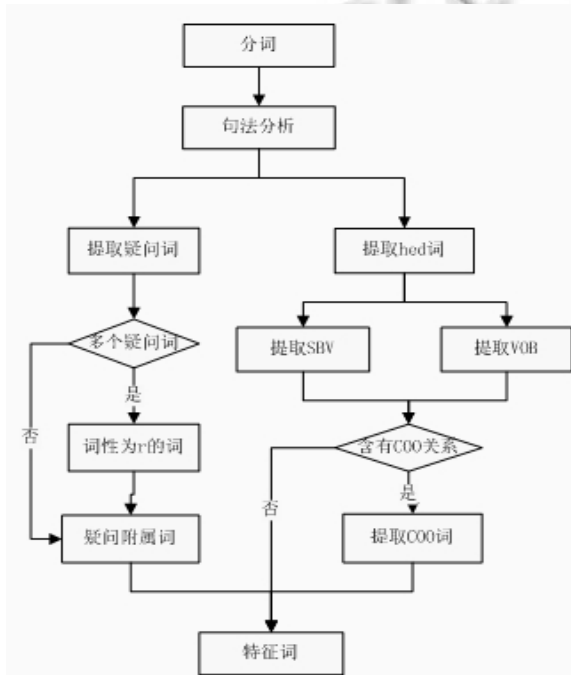 分词
句法分析
提取疑问词
提取hed词
多个疑问词
提取SBV
提取VOB
是
否
词性为r的词
含有COO关系
是
否
疑问附属词
提取COO词
特征词